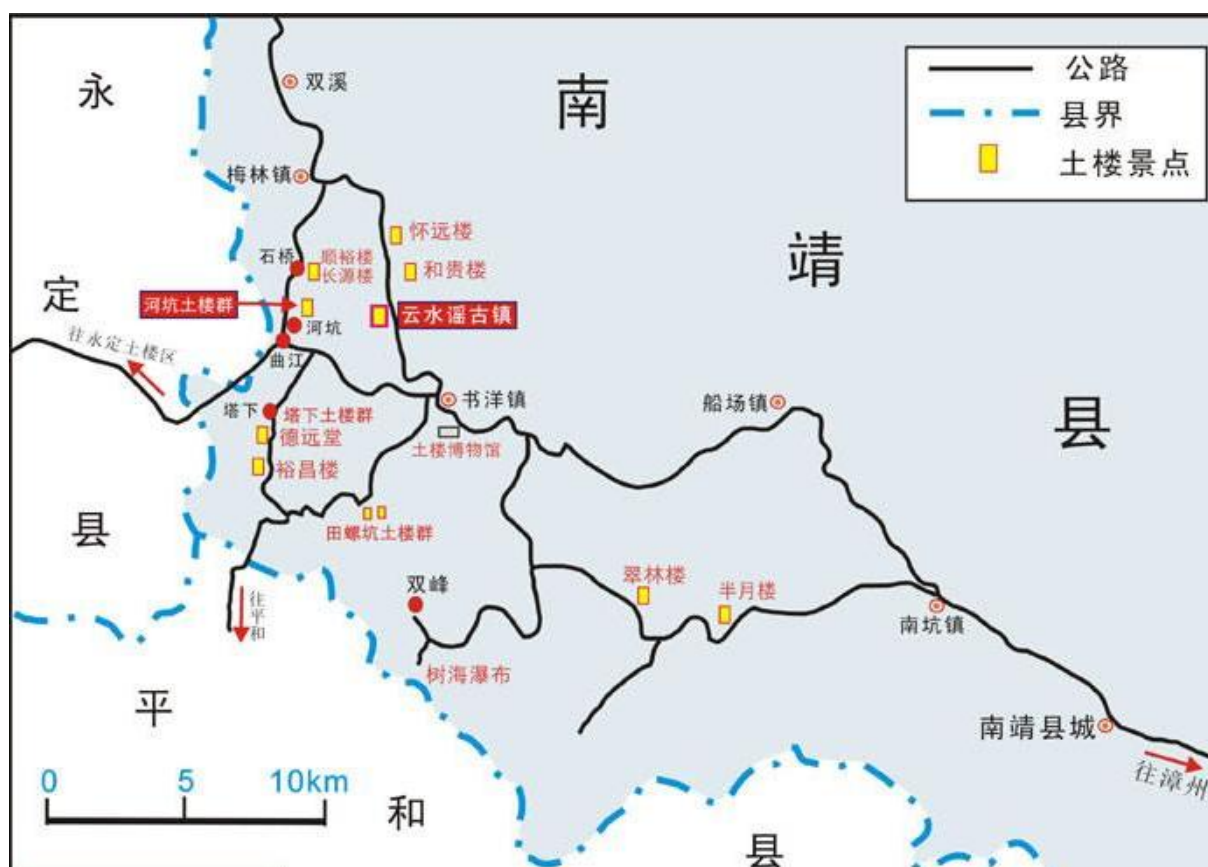 永
定
县
南
靖
县
平
和
县
公路
县界
土楼景点
双溪
梅林镇
怀远楼
石桥
顺裕楼
长源楼
和贵楼
河坑土楼群
云水谣古镇
河坑
曲江
往永定土楼区
书洋镇
船场镇
塔下
塔下土楼群
德远堂
土楼博物馆
裕昌楼
田螺坑土楼群
双峰
翠林楼
半月楼
往平和
南坑镇
树海瀑布
南靖县城
往漳州
0 5 10km